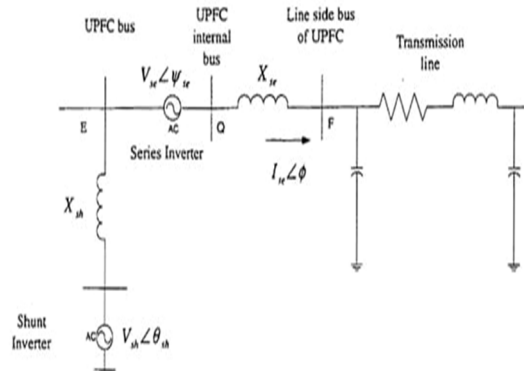 UPFC bus
UPFC
internal
bus
Line side bus
of UPFC
Transmission
line
V_se∠ψ_se
X_se
E
AC
Q
F
Series Inverter
I_se∠ϕ
X_sh
Shunt
Inverter
AC
V_sh∠θ_sh